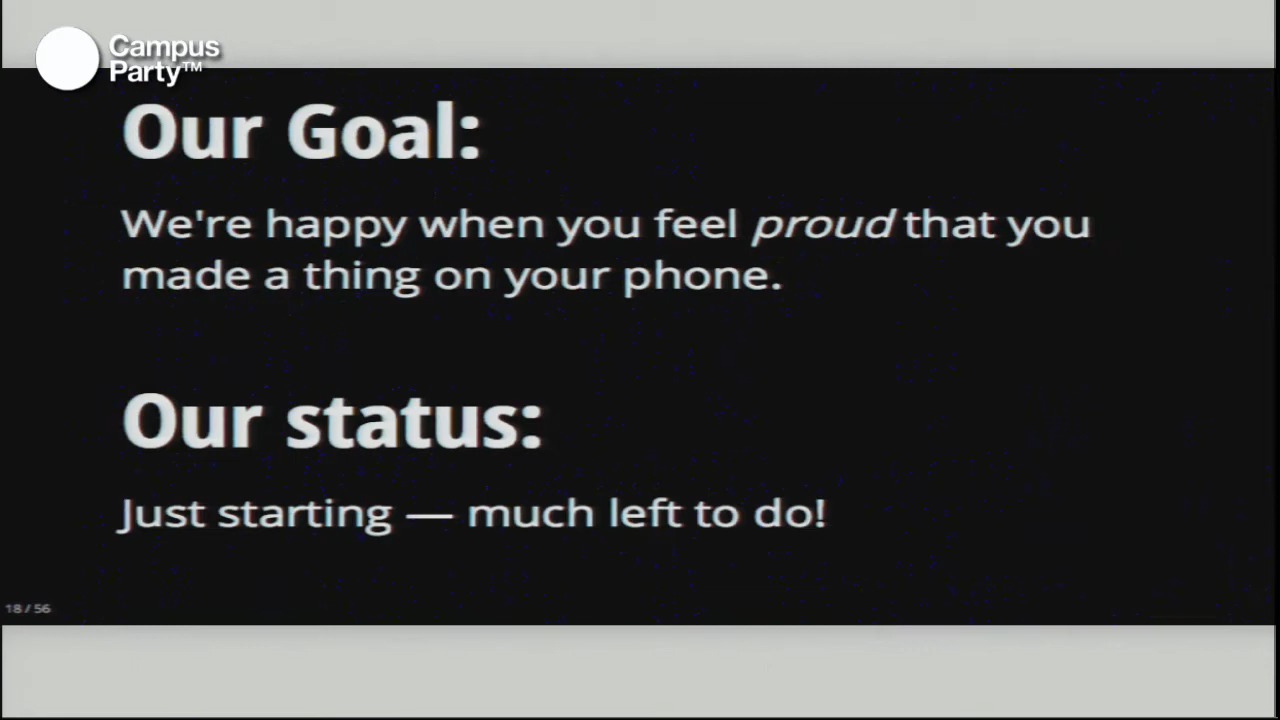 Campus
Party™
Our Goal:
We're happy when you feel proud that you
made a thing on your phone.
Our status:
Just starting — much left to do!
18 / 56